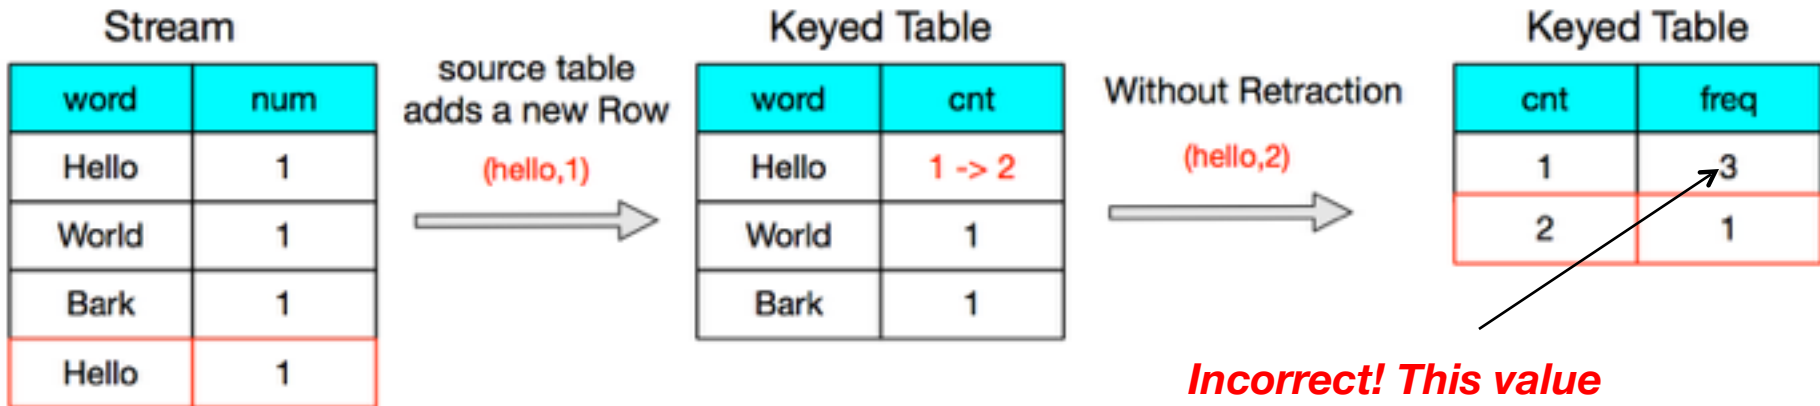 Stream
word num
Hello 1
World 1
Bark 1
Hello 1
source table
adds a new Row
(hello,1)
Keyed Table
word cnt
Hello 1 -> 2
World 1
Bark 1
Without Retraction
(hello,2)
Keyed Table
cnt freq
1 3
2 1
Incorrect! This value